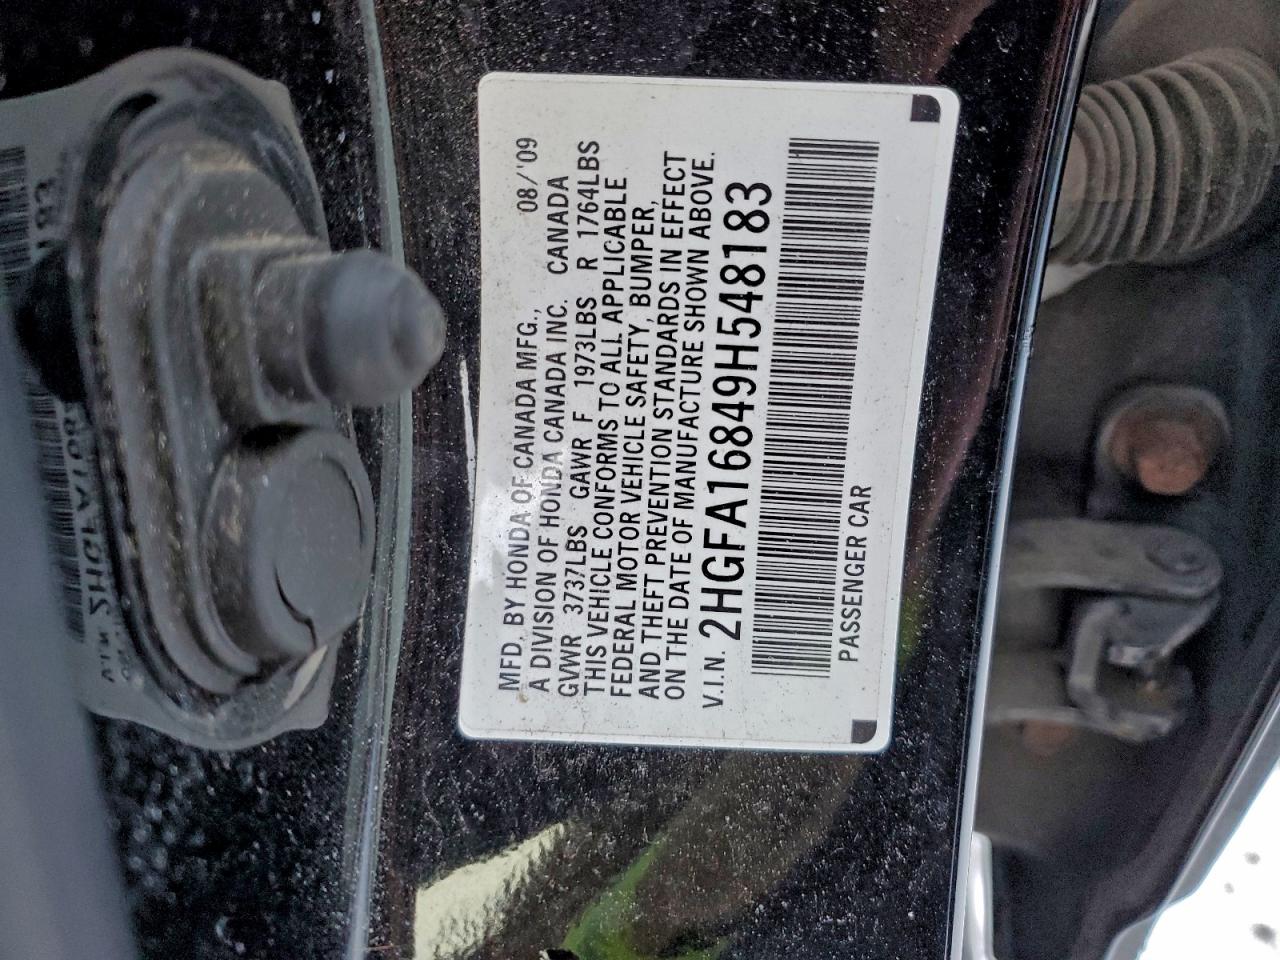 MFD. BY HONDA OF CANADA MFG., 08/'09
A DIVISION OF HONDA CANADA INC. CANADA
GVWR 3737LBS GAWR F 1973LBS R 1764LBS
THIS VEHICLE CONFORMS TO ALL APPLICABLE
FEDERAL MOTOR VEHICLE SAFETY, BUMPER,
AND THEFT PREVENTION STANDARDS IN EFFECT
ON THE DATE OF MANUFACTURE SHOWN ABOVE.
V.I.N. 2HGFA16849H548183
PASSENGER CAR